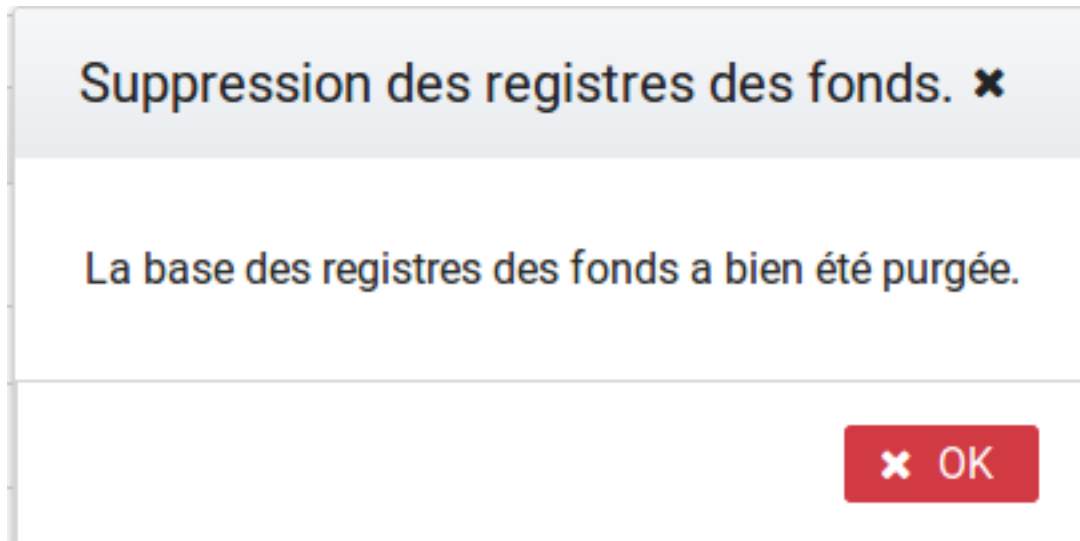 Suppression des registres des fonds.
La base des registres des fonds a bien été purgée.
OK